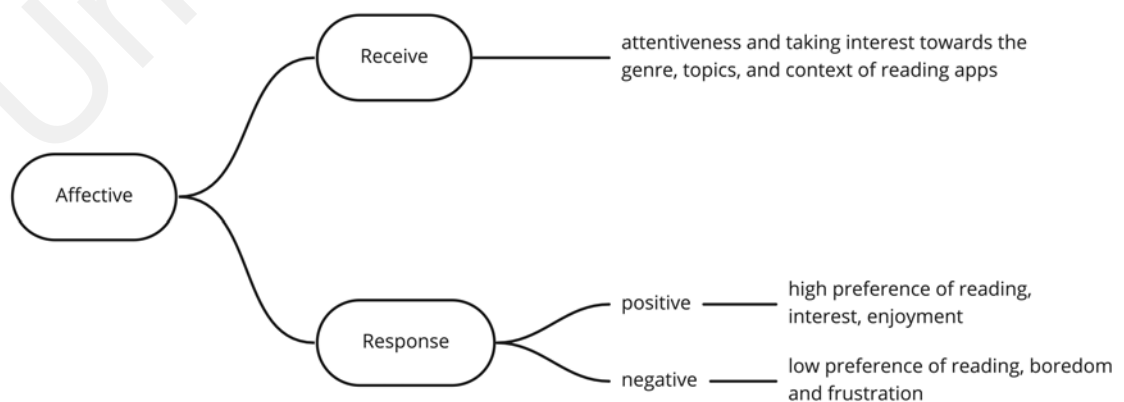 Receive
attentiveness and taking interest towards the
genre, topics, and context of reading apps
Affective
Response
positive
high preference of reading,
interest, enjoyment
negative
low preference of reading, boredom
and frustration